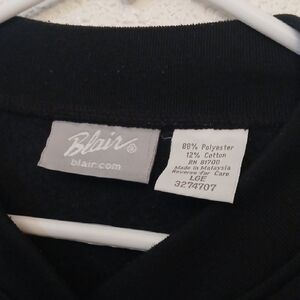 Blair®
blair.com
88% Polyester
12% Cotton
RN 81700
Made in Malaysia
Reverse for Care
LGE
3274707